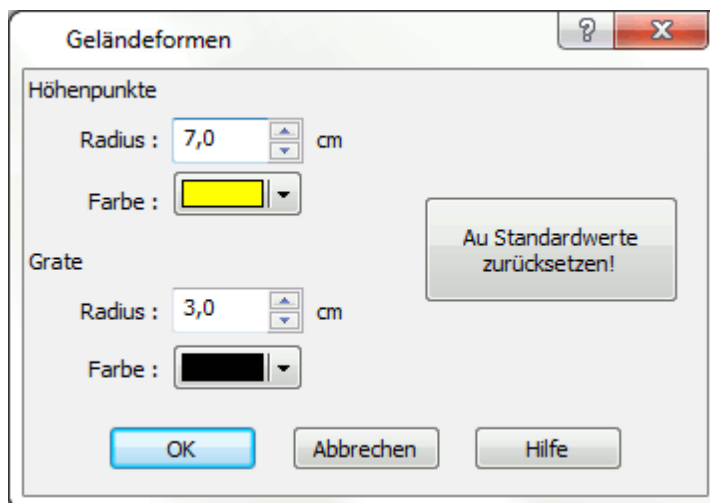 Geländeformen
Höhenpunkte
Radius : 7,0 cm
Farbe :
Au Standardwerte
zurücksetzen!
Grate
Radius : 3,0 cm
Farbe :
OK Abbrechen Hilfe